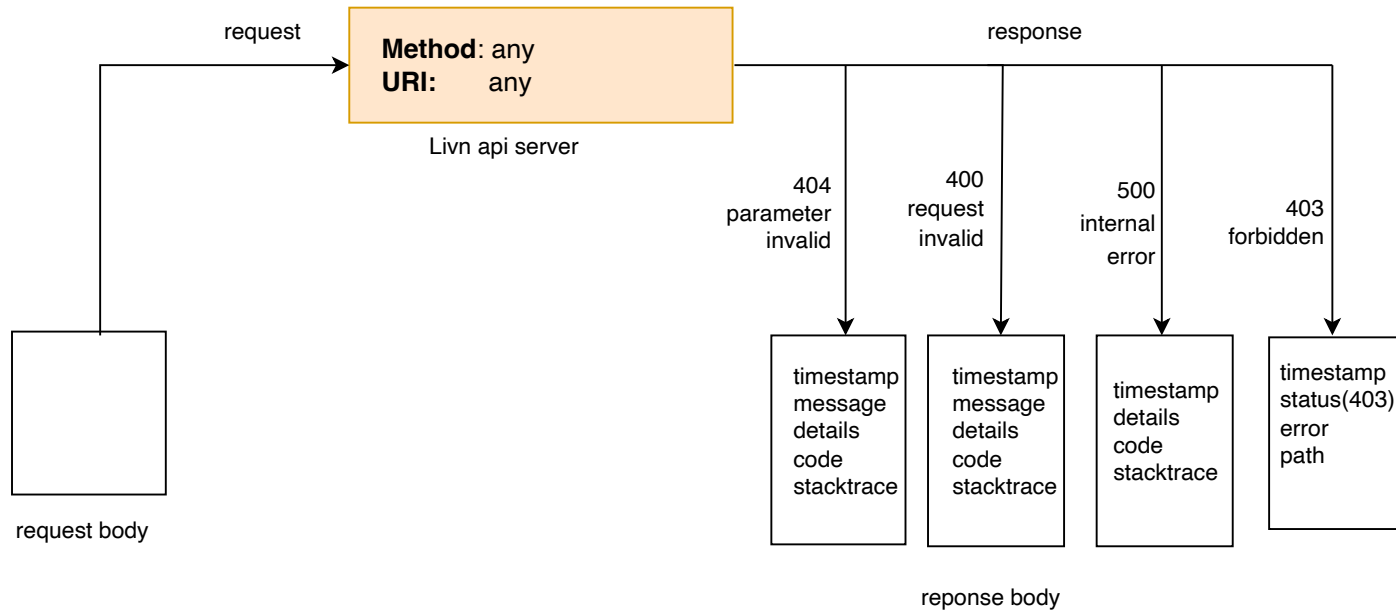 request
Method: any
URI: any
Livn api server
response
404
parameter
invalid
400
request
invalid
500
internal
error
403
forbidden
timestamp
message
details
code
stacktrace
timestamp
message
details
code
stacktrace
timestamp
details
code
stacktrace
timestamp
status(403)
error
path
request body
reponse body